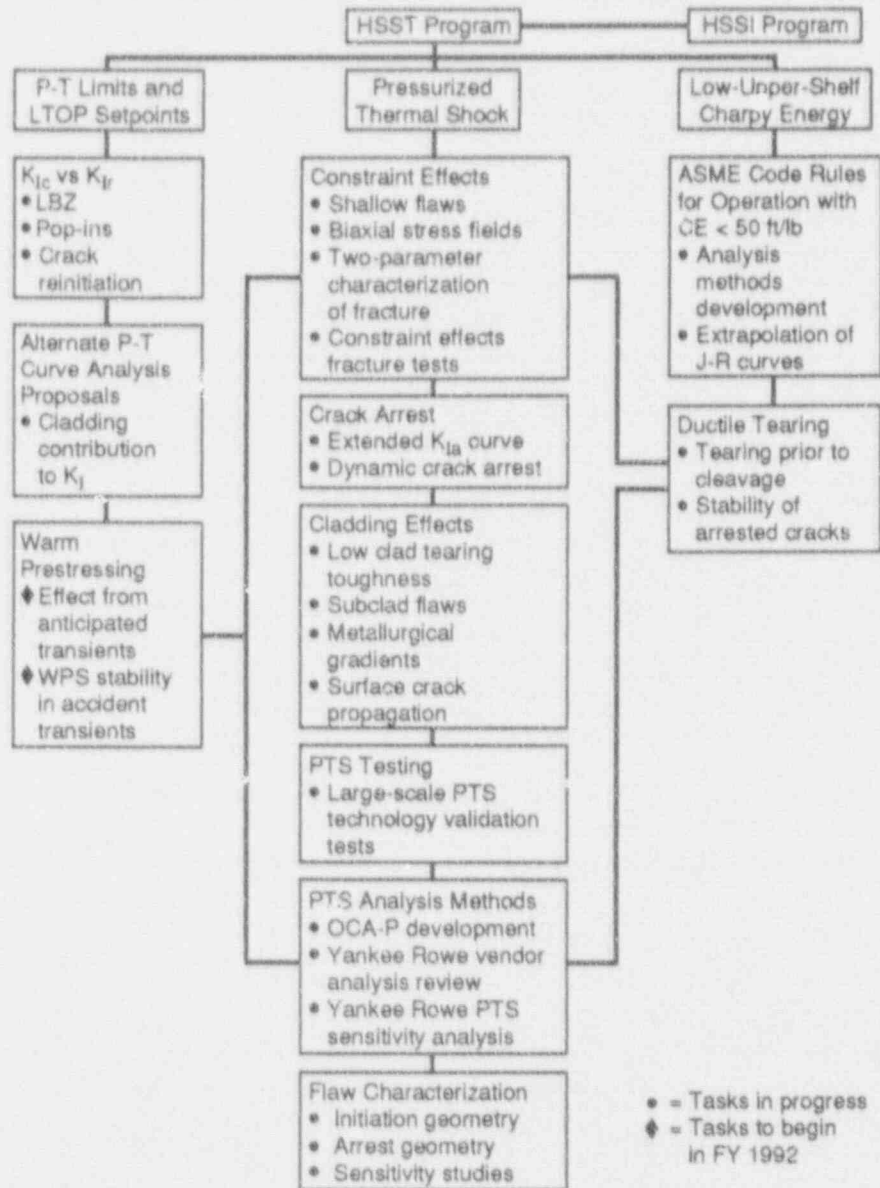 HSST Program
HSSI Program
P-T Limits and
LTOP Setpoints
Pressurized
Thermal Shock
Low-Upper-Shelf
Charpy Energy
K_Ic vs K_Ir
• LBZ
• Pop-ins
• Crack
reinitiation
Alternate P-T
Curve Analysis
Proposals
• Cladding
contribution
to K_I
Warm
Prestressing
♦ Effect from
anticipated
transients
♦ WPS stability
in accident
transients
Constraint Effects
• Shallow flaws
• Biaxial stress fields
• Two-parameter
characterization
of fracture
• Constraint effects
fracture tests
Crack Arrest
• Extended K_Ia curve
• Dynamic crack arrest
Cladding Effects
• Low clad tearing
toughness
• Subclad flaws
• Metallurgical
gradients
• Surface crack
propagation
PTS Testing
• Large-scale PTS
technology validation
tests
PTS Analysis Methods
• OCA-P development
• Yankee Rowe vendor
analysis review
• Yankee Rowe PTS
sensitivity analysis
Flaw Characterization
• Initiation geometry
• Arrest geometry
• Sensitivity studies
ASME Code Rules
for Operation with
CE < 50 ft/lb
• Analysis
methods
development
• Extrapolation of
J-R curves
Ductile Tearing
• Tearing prior to
cleavage
• Stability of
arrested cracks
• = Tasks in progress
♦ = Tasks to begin
in FY 1992